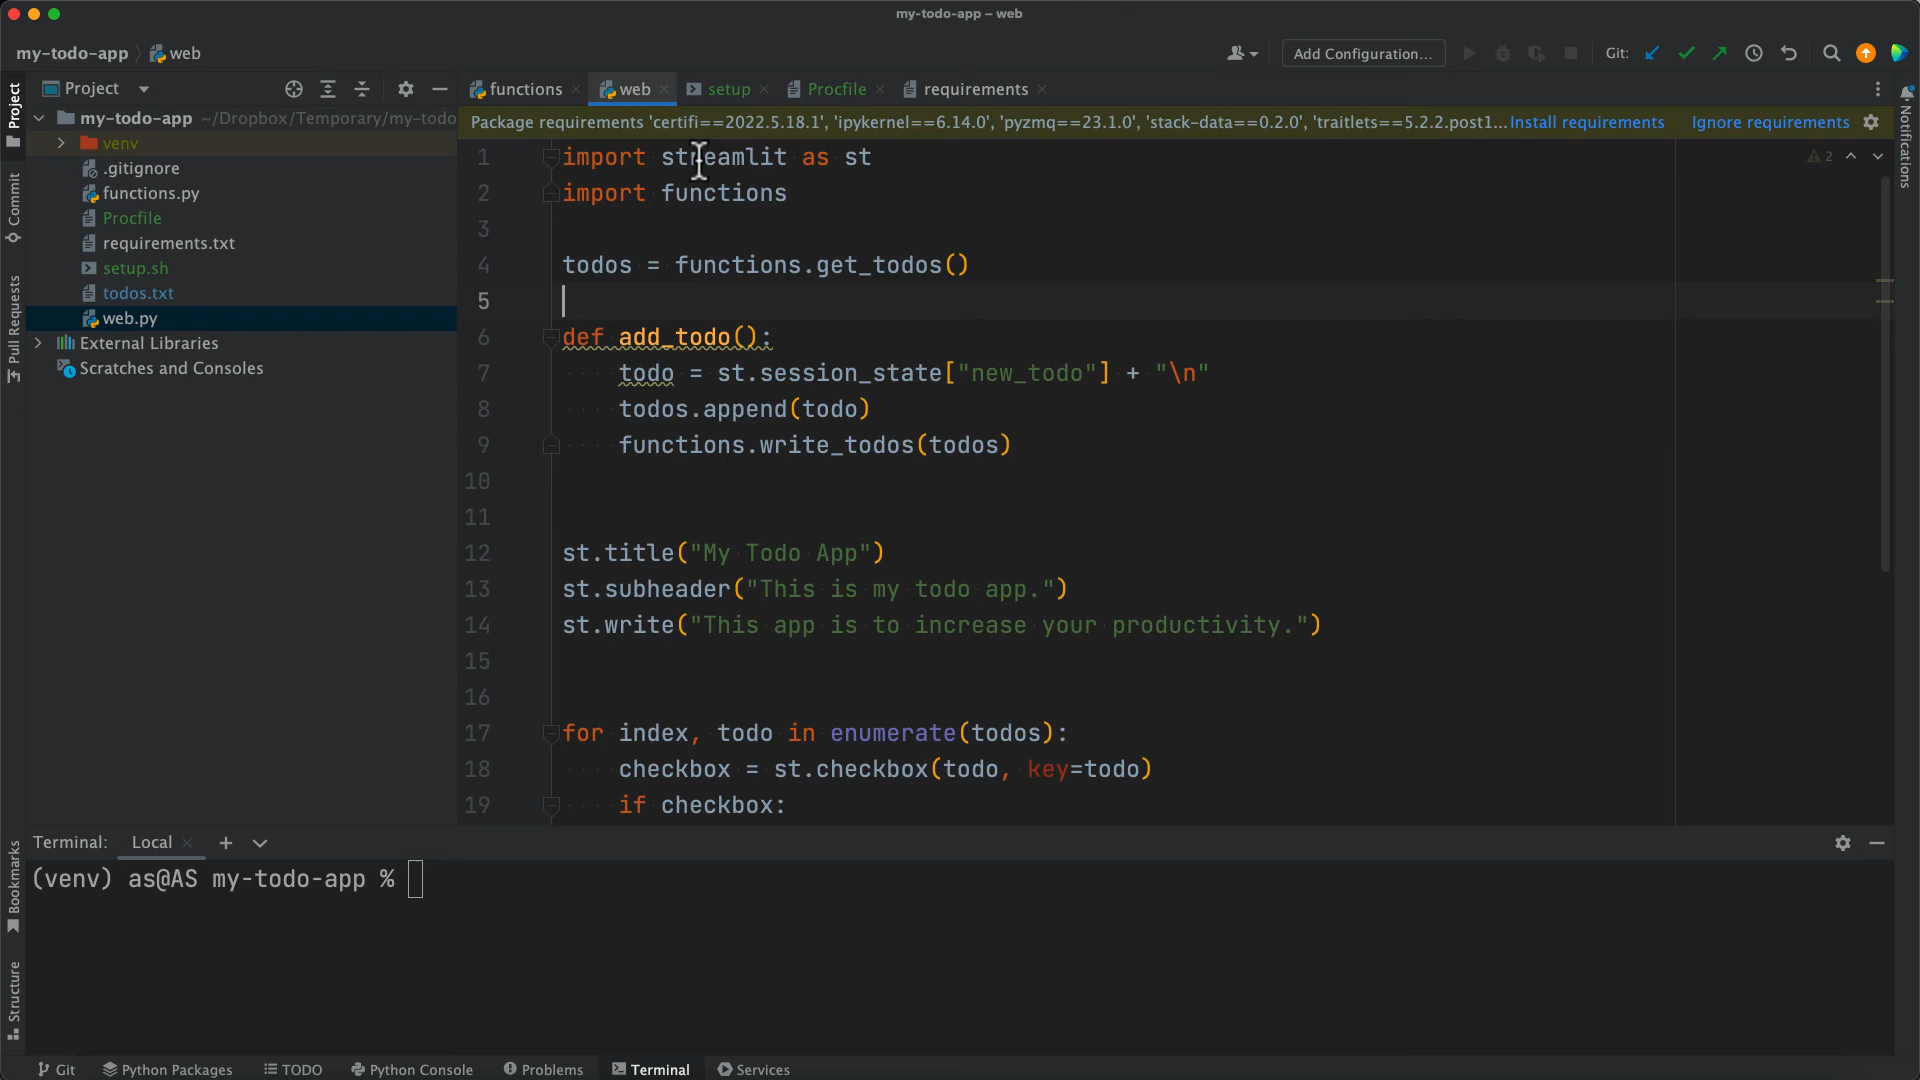 my-todo-app – web
my-todo-app
web
Add Configuration...
Git:
Project
functions
web
setup
Procfile
requirements
my-todo-app ~/Dropbox/Temporary/my-todo
venv
.gitignore
functions.py
Procfile
requirements.txt
setup.sh
todos.txt
web.py
External Libraries
Scratches and Consoles
Package requirements 'certifi==2022.5.18.1', 'ipykernel==6.14.0', 'pyzmq==23.1.0', 'stack-data==0.2.0', 'traitlets==5.2.2.post1... Install requirements Ignore requirements
2
1 import streamlit as st
2 import functions
3
4 todos = functions.get_todos()
5
6 def add_todo():
7 todo = st.session_state["new_todo"] + "\n"
8 todos.append(todo)
9 functions.write_todos(todos)
10
11
12 st.title("My Todo App")
13 st.subheader("This is my todo app.")
14 st.write("This app is to increase your productivity.")
15
16
17 for index, todo in enumerate(todos):
18 checkbox = st.checkbox(todo, key=todo)
19 if checkbox:
Terminal: Local
(venv) as@AS my-todo-app %
Project
Commit
Pull Requests
Bookmarks
Structure
Notifications
Git
Python Packages
TODO
Python Console
Problems
Terminal
Services